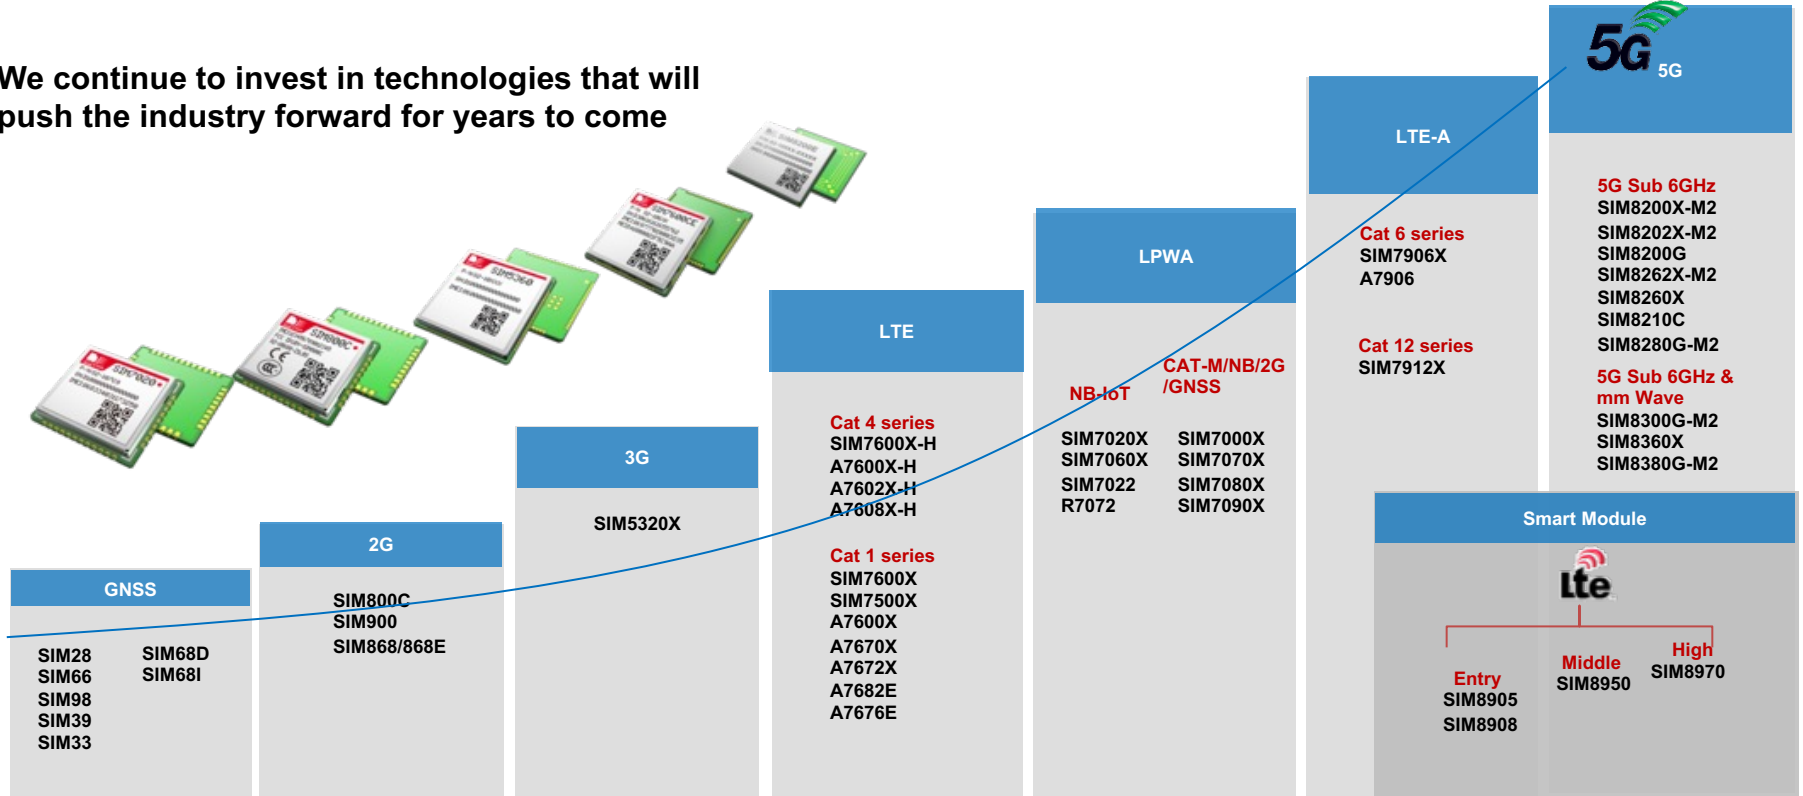 We continue to invest in technologies that will
push the industry forward for years to come
SIM7020
SIM800C
SIM5360
SIM7600CE
SIM8200E
GNSS
SIM28
SIM66
SIM98
SIM39
SIM33
SIM68D
SIM68I
2G
SIM800C
SIM900
SIM868/868E
3G
SIM5320X
LTE
Cat 4 series
SIM7600X-H
A7600X-H
A7602X-H
A7608X-H
Cat 1 series
SIM7600X
SIM7500X
A7600X
A7670X
A7672X
A7682E
A7676E
LPWA
NB-IoT
SIM7020X
SIM7060X
SIM7022
R7072
CAT-M/NB/2G
/GNSS
SIM7000X
SIM7070X
SIM7080X
SIM7090X
LTE-A
Cat 6 series
SIM7906X
A7906
Cat 12 series
SIM7912X
5G
5G
5G Sub 6GHz
SIM8200X-M2
SIM8202X-M2
SIM8200G
SIM8262X-M2
SIM8260X
SIM8210C
SIM8280G-M2
5G Sub 6GHz &
mm Wave
SIM8300G-M2
SIM8360X
SIM8380G-M2
Smart Module
Lte
Entry
SIM8905
SIM8908
Middle
SIM8950
High
SIM8970